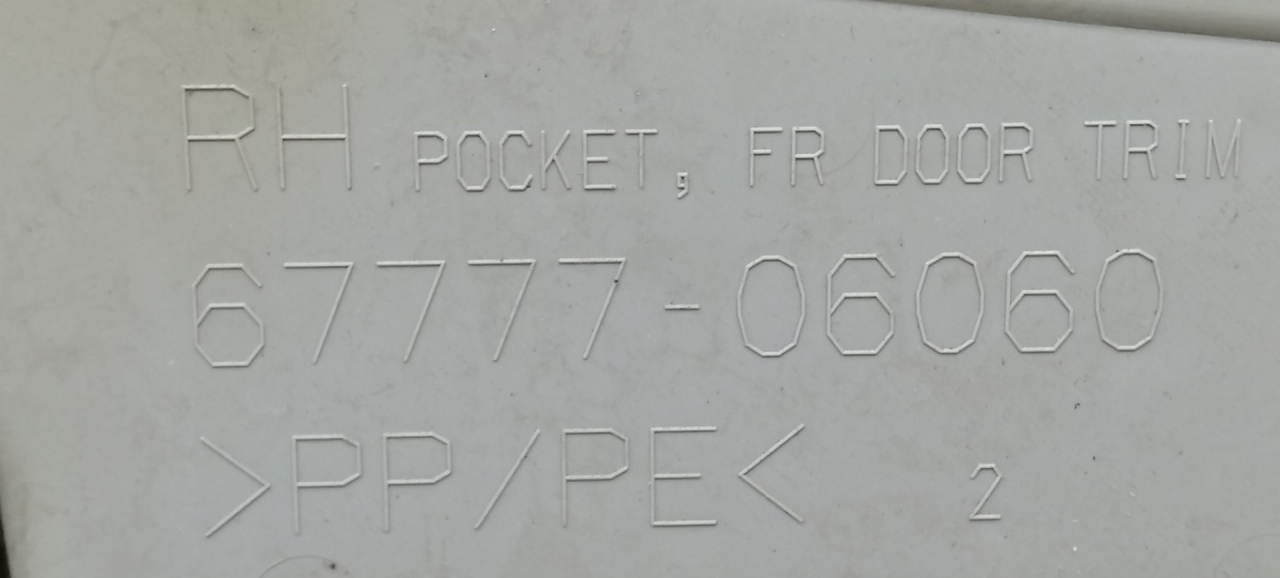 RH POCKET, FR DOOR TRIM
67777-06060
>PP/PE< 2